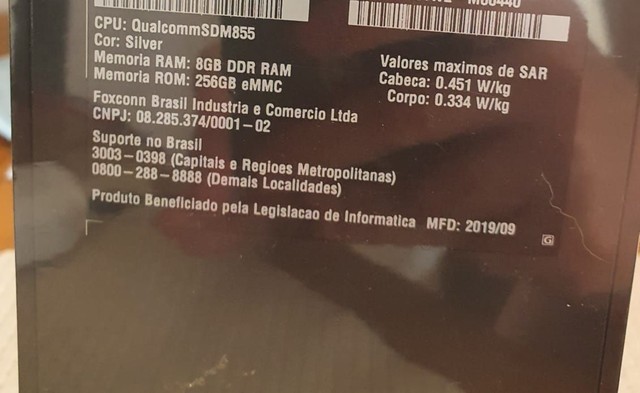 CPU: QualcommSDM855
Cor: Silver
Memoria RAM: 8GB DDR RAM
Memoria ROM: 256GB eMMC
Valores maximos de SAR
Cabeca: 0.451 W/kg
Corpo: 0.334 W/kg
Foxconn Brasil Industria e Comercio Ltda
CNPJ: 08.285.374/0001-02
Suporte no Brasil
3003-0398 (Capitais e Regioes Metropolitanas)
0800-288-8888 (Demais Localidades)
Produto Beneficiado pela Legislacao de Informatica MFD: 2019/09
G